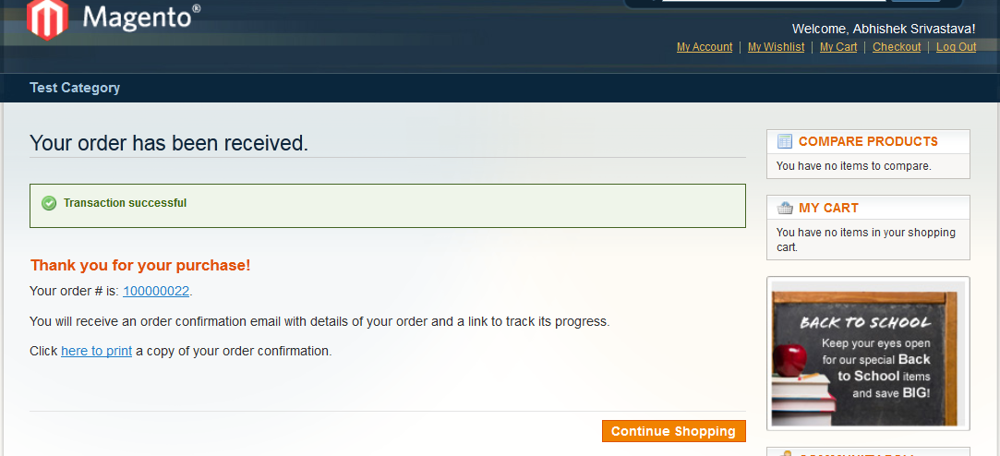 Magento®
Welcome, Abhishek Srivastava!
My Account | My Wishlist | My Cart | Checkout | Log Out
Test Category
Your order has been received.
Transaction successful
Thank you for your purchase!
Your order # is: 100000022.
You will receive an order confirmation email with details of your order and a link to track its progress.
Click here to print a copy of your order confirmation.
Continue Shopping
COMPARE PRODUCTS
You have no items to compare.
MY CART
You have no items in your shopping
cart.
BACK TO SCHOOL
Keep your eyes open
for our special Back
to School items
and save BIG!